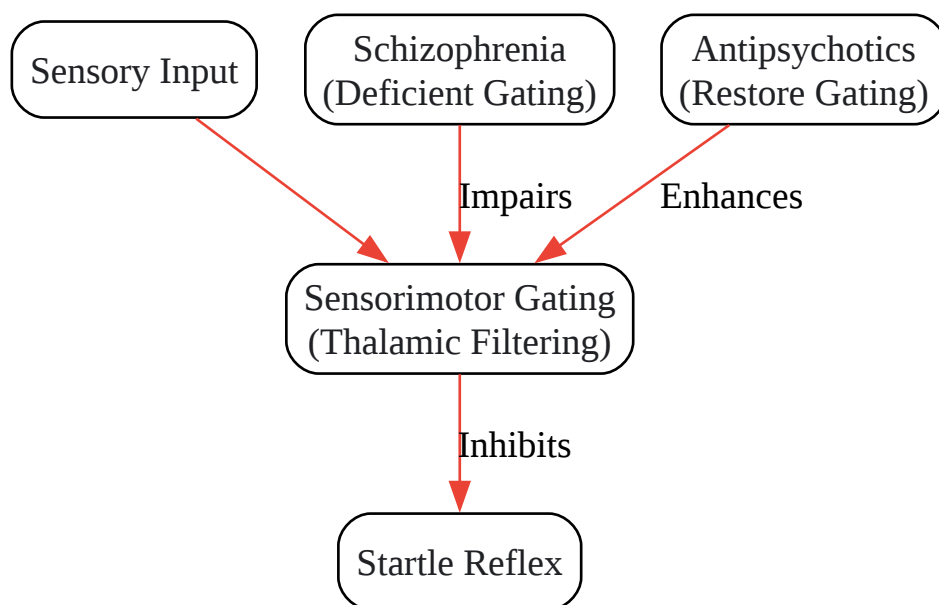 Sensory Input
Schizophrenia
(Deficient Gating)
Antipsychotics
(Restore Gating)
Impairs
Enhances
Sensorimotor Gating
(Thalamic Filtering)
Inhibits
Startle Reflex